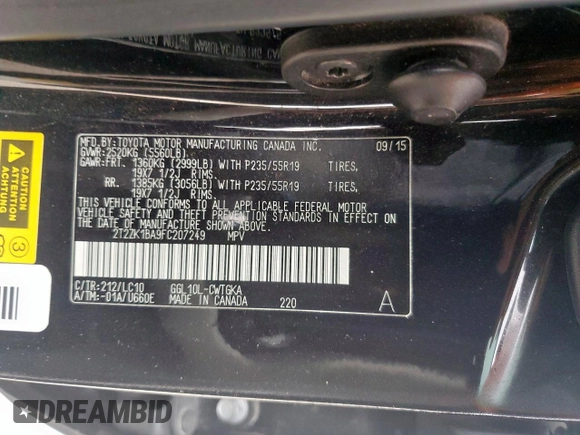 CAUTION
ATTENTION
ACHTUNG
3
MFD.BY:TOYOTA MOTOR MANUFACTURING CANADA INC. 09/15
GVWR:2520KG (5560LB)
GAWR:FRT. 1360KG (2999LB) WITH P235/55R19 TIRES,
19X7 1/2J RIMS.
RR. 1385KG (3056LB) WITH P235/55R19 TIRES,
19X7 1/2J RIMS.
THIS VEHICLE CONFORMS TO ALL APPLICABLE FEDERAL MOTOR
VEHICLE SAFETY AND THEFT PREVENTION STANDARDS IN EFFECT
ON THE DATE OF MANUFACTURE SHOWN ABOVE.
2T2ZK1BA9FC207249 MPV
C/TR:212/LC10 GGL10L-CWTGKA
A/TM:-01A/U660E MADE IN CANADA 220 A
DREAMBID